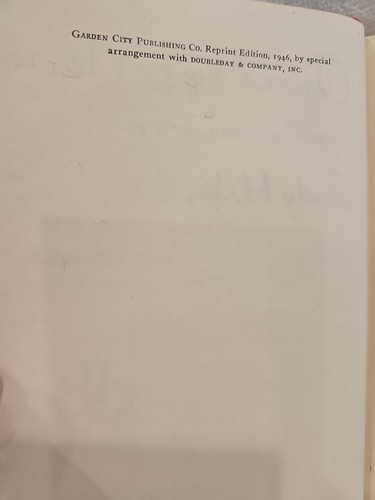 Garden City Publishing Co. Reprint Edition, 1946, by special
arrangement with DOUBLEDAY & COMPANY, INC.